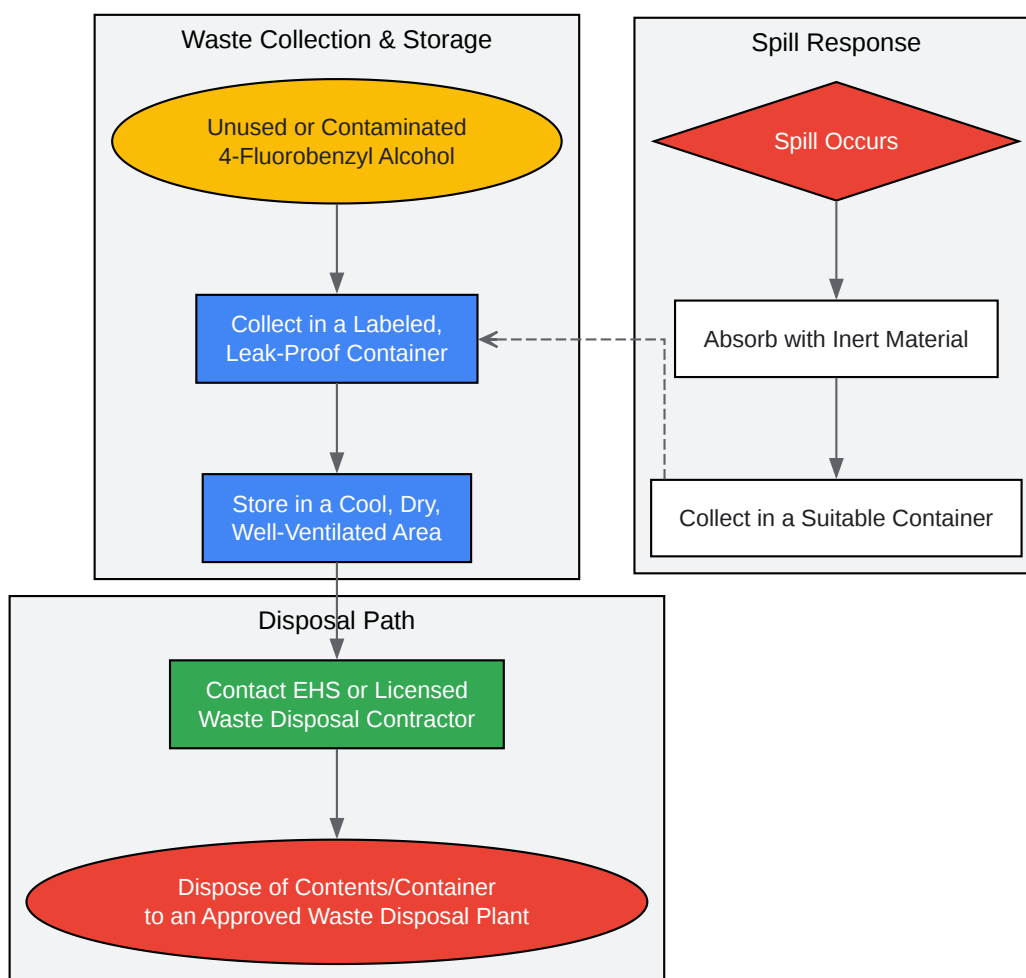 Waste Collection & Storage
Unused or Contaminated
4-Fluorobenzyl Alcohol
Collect in a Labeled,
Leak-Proof Container
Store in a Cool, Dry,
Well-Ventilated Area
Spill Response
Spill Occurs
Absorb with Inert Material
Collect in a Suitable Container
Disposal Path
Contact EHS or Licensed
Waste Disposal Contractor
Dispose of Contents/Container
to an Approved Waste Disposal Plant